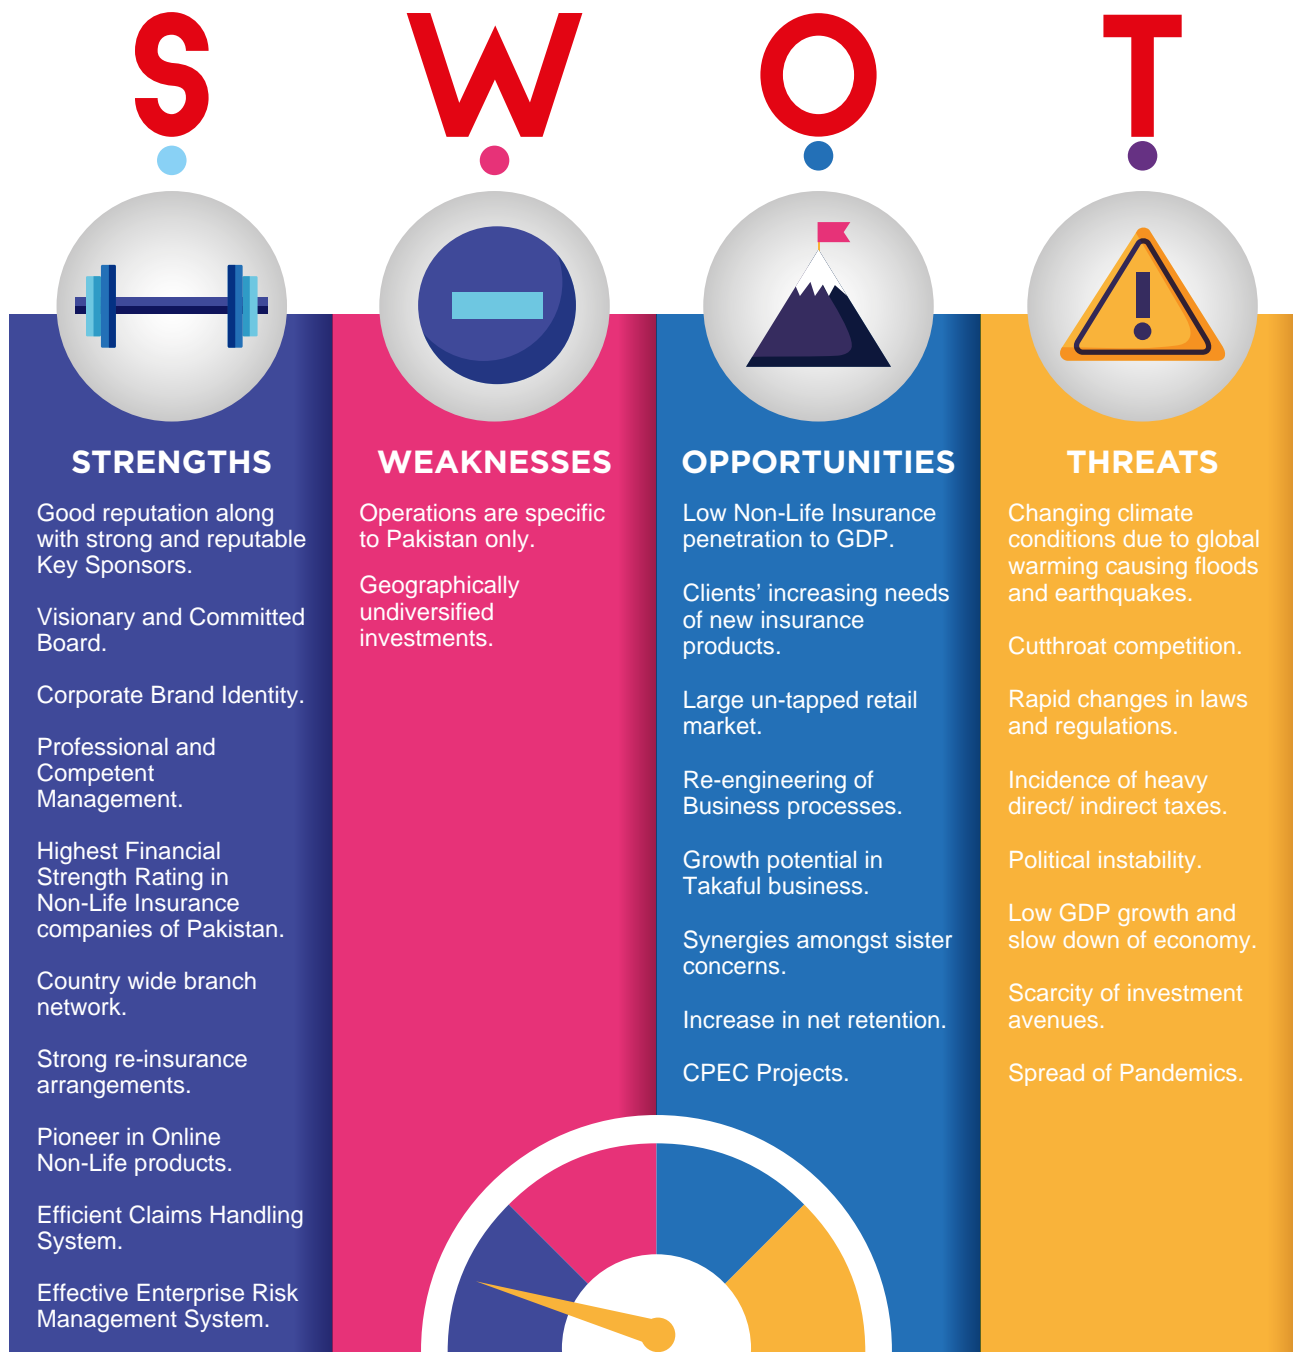 S W O T
STRENGTHS
Good reputation along
with strong and reputable
Key Sponsors.
Visionary and Committed
Board.
Corporate Brand Identity.
Professional and
Competent
Management.
Highest Financial
Strength Rating in
Non-Life Insurance
companies of Pakistan.
Country wide branch
network.
Strong re-insurance
arrangements.
Pioneer in Online
Non-Life products.
Efficient Claims Handling
System.
Effective Enterprise Risk
Management System.
WEAKNESSES
Operations are specific
to Pakistan only.
Geographically
undiversified
investments.
OPPORTUNITIES
Low Non-Life Insurance
penetration to GDP.
Clients’ increasing needs
of new insurance
products.
Large un-tapped retail
market.
Re-engineering of
Business processes.
Growth potential in
Takaful business.
Synergies amongst sister
concerns.
Increase in net retention.
CPEC Projects.
THREATS
Changing climate
conditions due to global
warming causing floods
and earthquakes.
Cutthroat competition.
Rapid changes in laws
and regulations.
Incidence of heavy
direct/ indirect taxes.
Political instability.
Low GDP growth and
slow down of economy.
Scarcity of investment
avenues.
Spread of Pandemics.